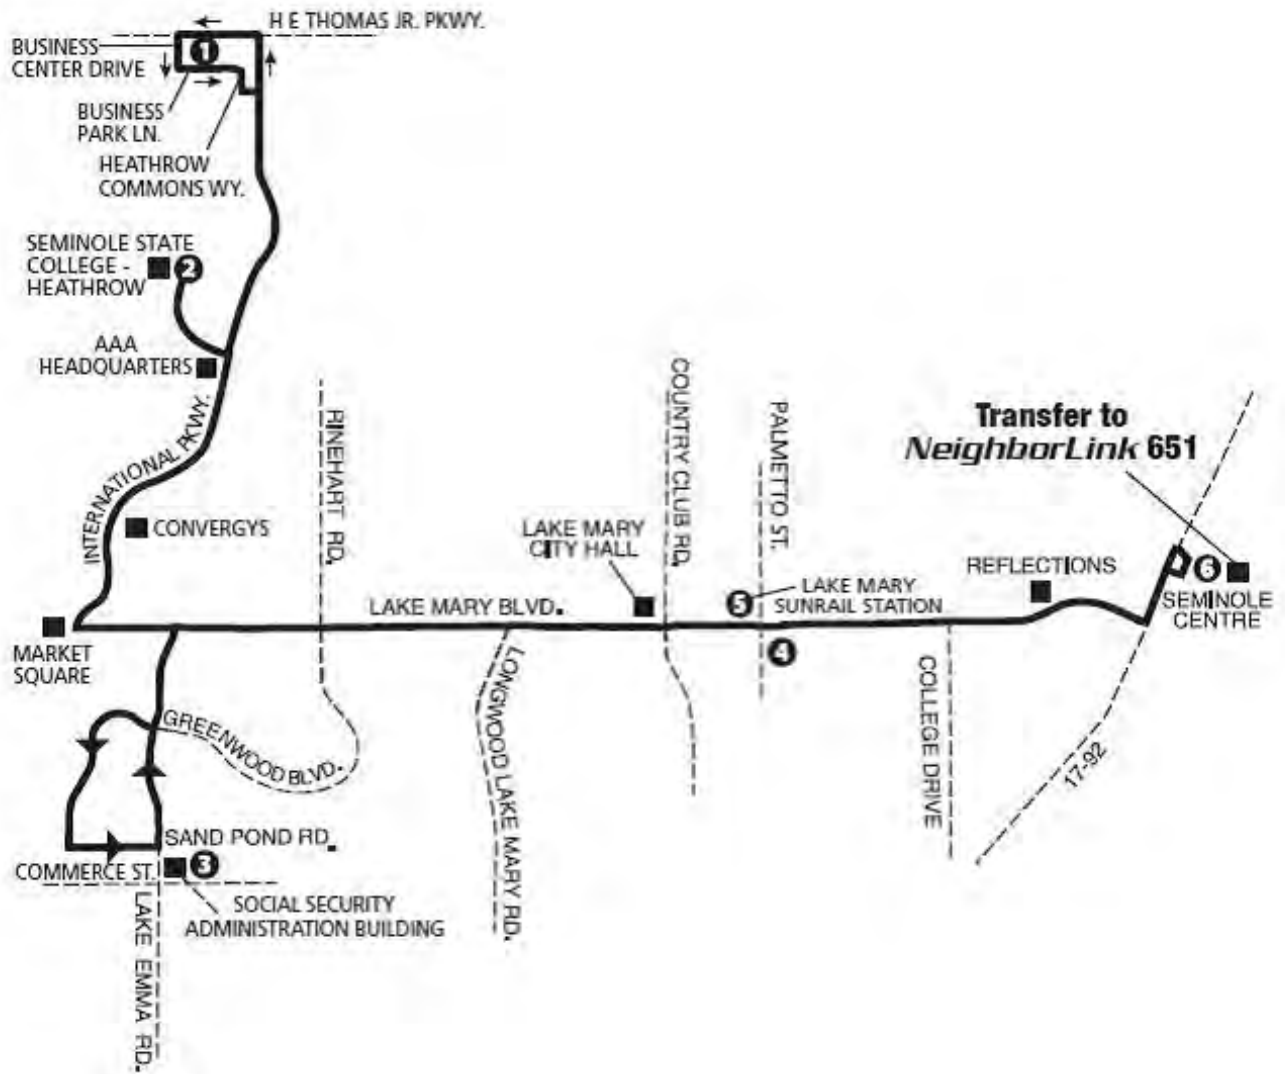 H E THOMAS JR. PKWY.
BUSINESS
CENTER DRIVE
1
BUSINESS
PARK LN.
HEATHROW
COMMONS WY.
SEMINOLE STATE
COLLEGE -
HEATHROW
2
AAA
HEADQUARTERS
INTERNATIONAL PKWY.
CONVERGYS
RINEHART RD.
COUNTRY CLUB RD.
PALMETTO ST.
Transfer to
NeighborLink 651
LAKE MARY
CITY HALL
REFLECTIONS
6
SEMINOLE
CENTRE
5
LAKE MARY
SUNRAIL STATION
LAKE MARY BLVD.
4
MARKET
SQUARE
GREENWOOD BLVD.
LONGWOOD LAKE MARY RD.
COLLEGE DRIVE
17-92
SAND POND RD.
COMMERCE ST.
3
SOCIAL SECURITY
ADMINISTRATION BUILDING
LAKE EMMA RD.